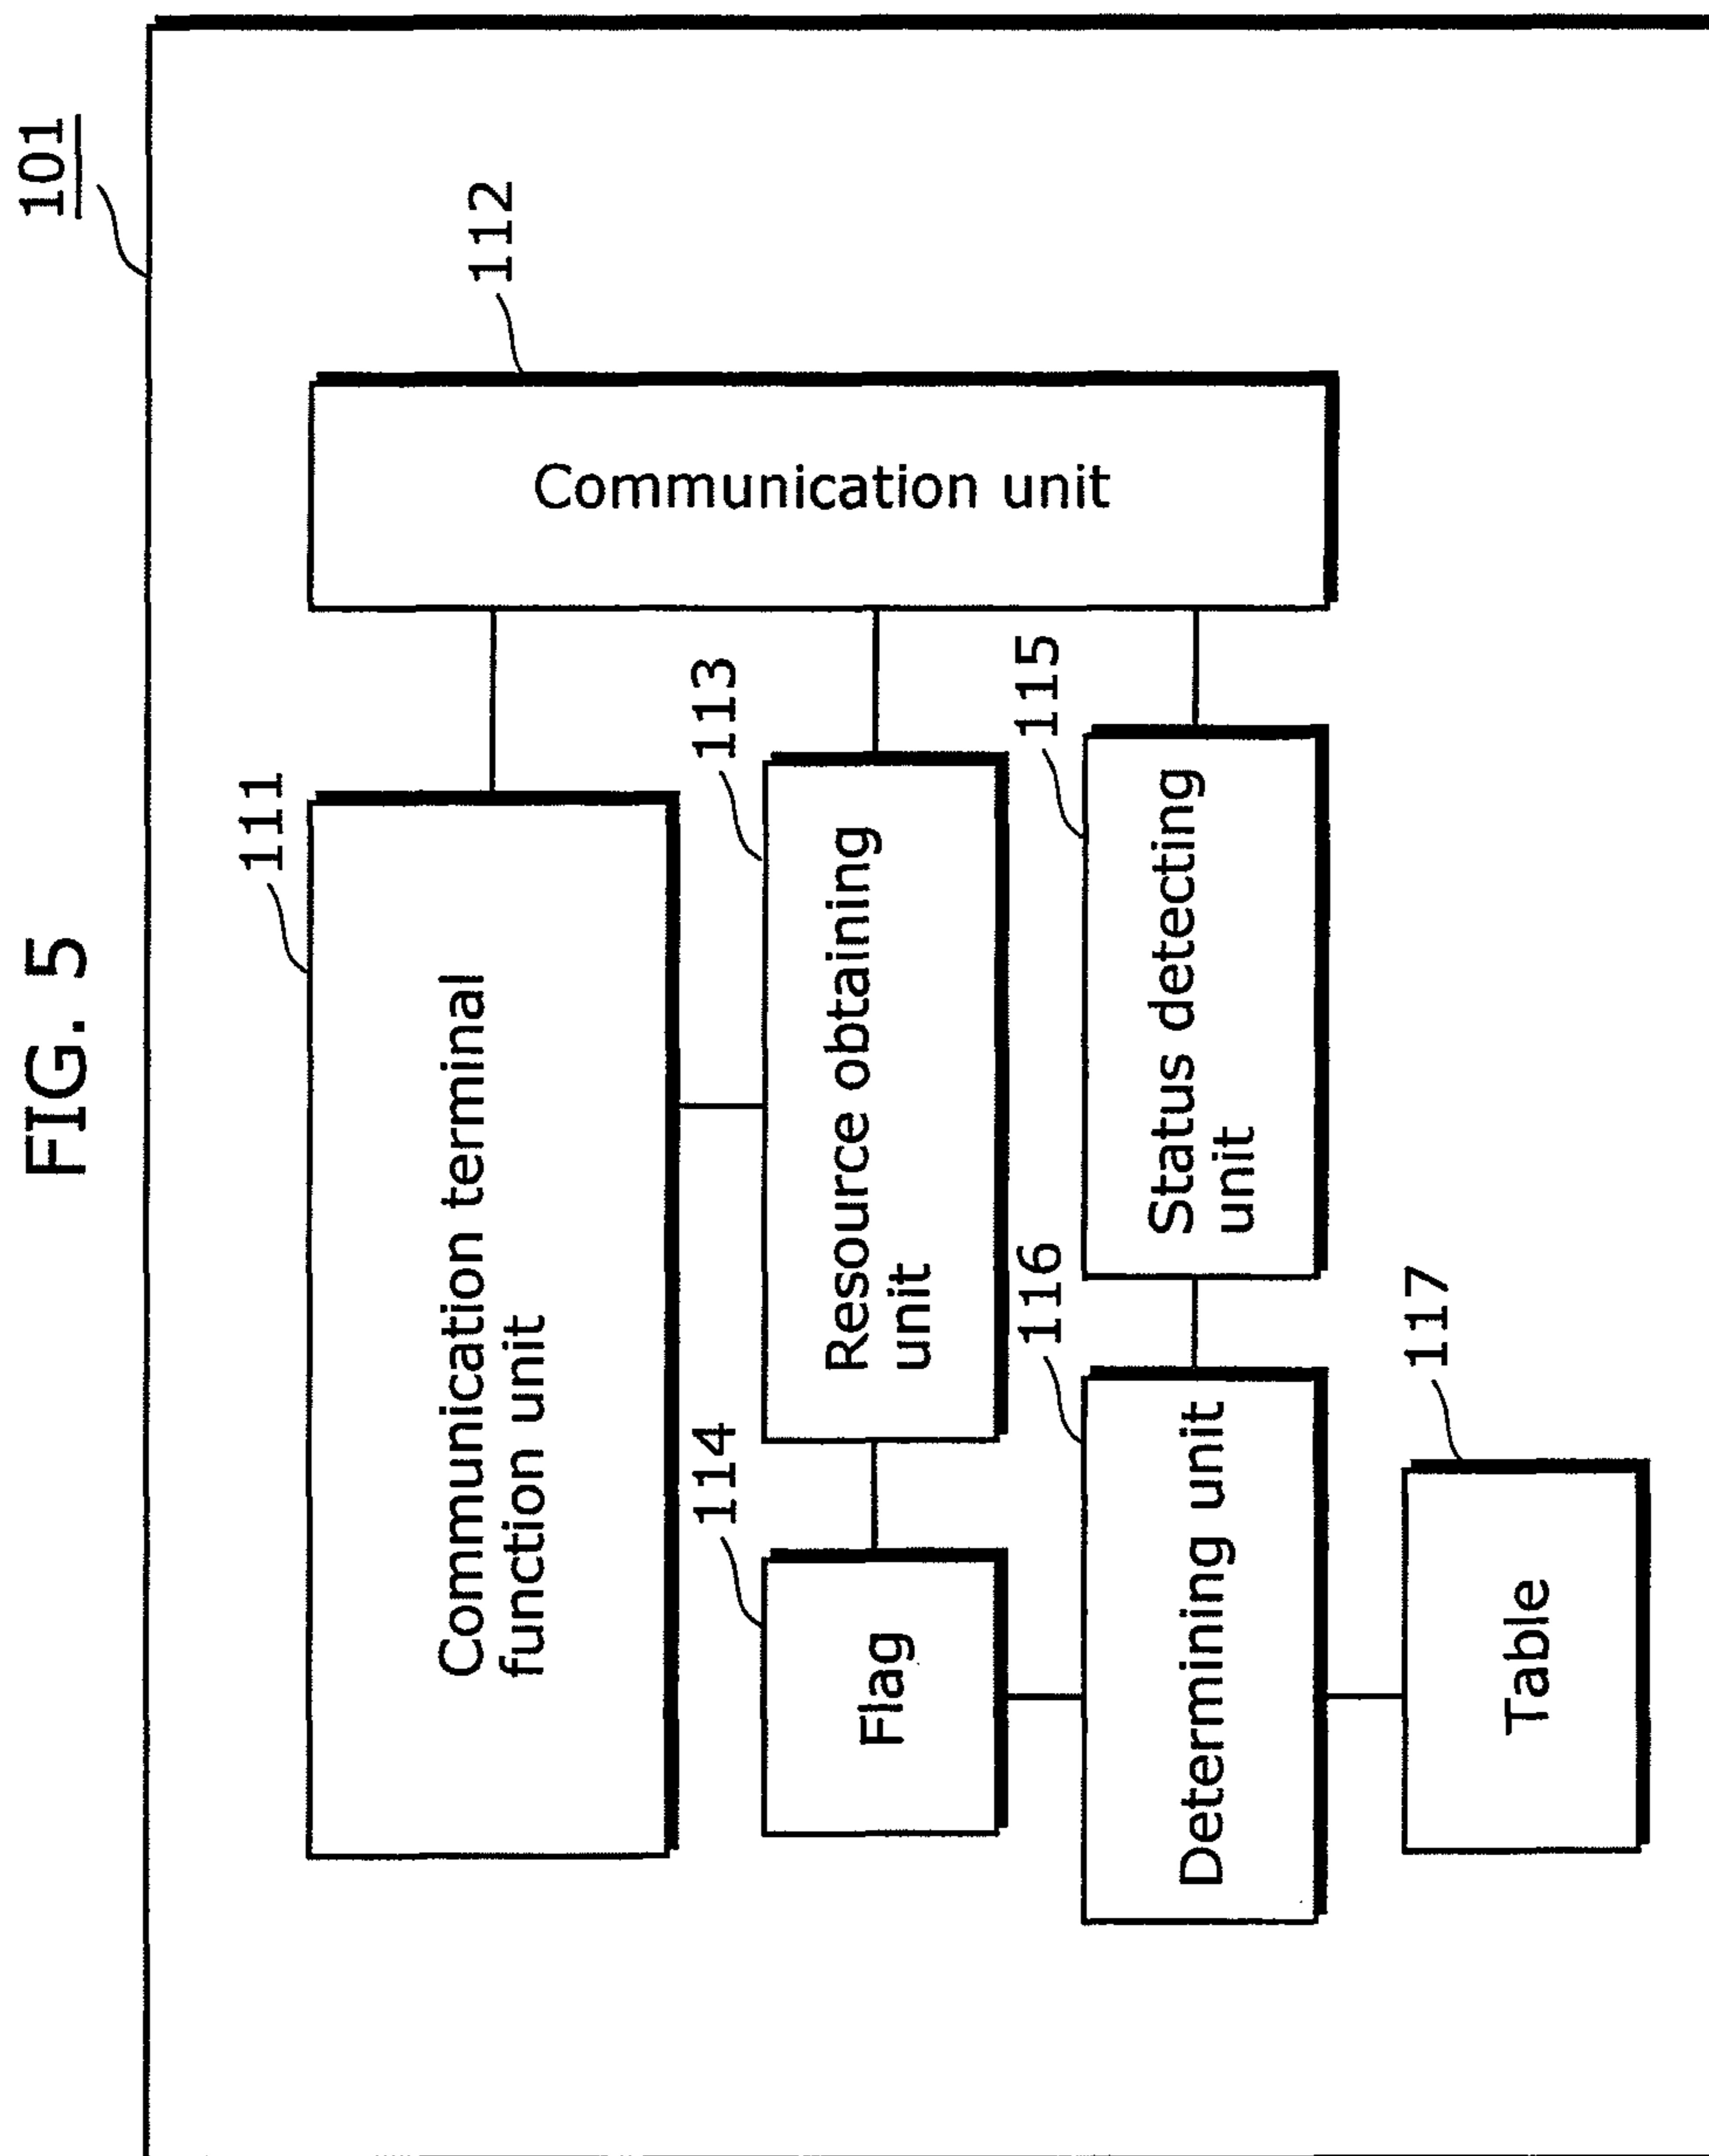 FIG. 5
101
111
Communication terminal
function unit
112
Communication unit
113
Resource obtaining
unit
114
Flag
115
Status detecting
unit
116
Determining unit
117
Table